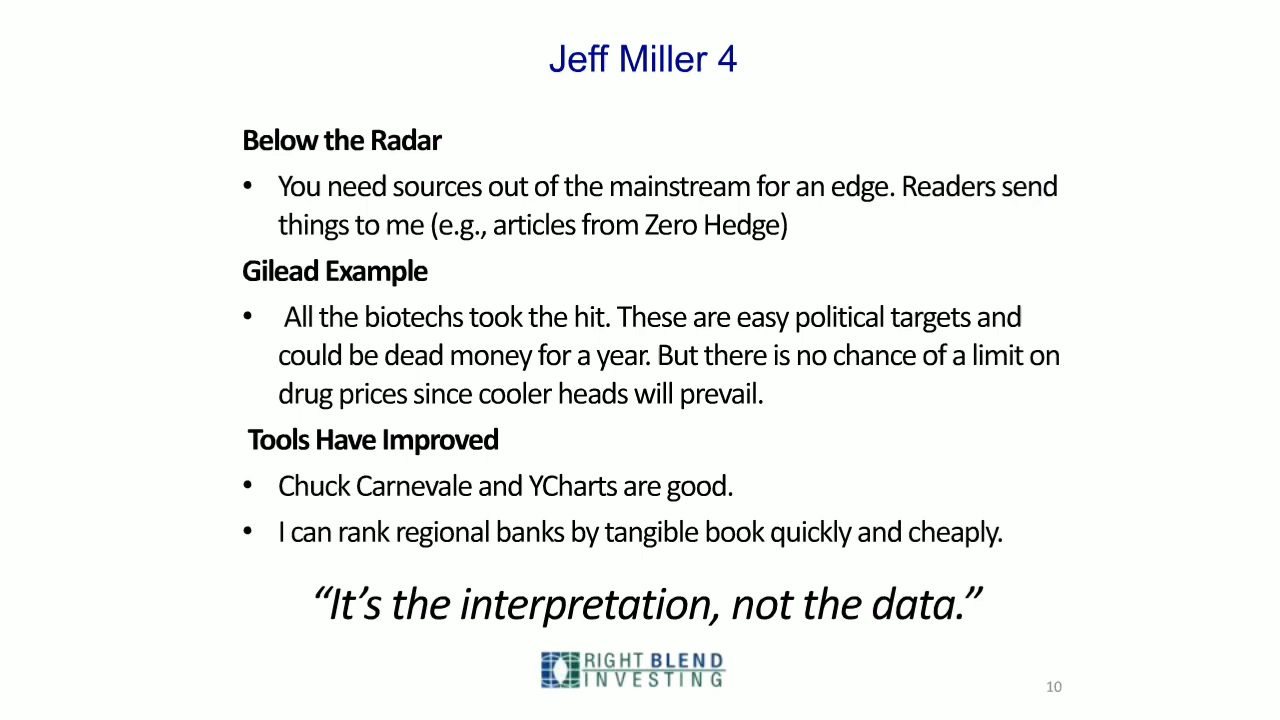 Jeff Miller 4
Below the Radar
• You need sources out of the mainstream for an edge. Readers send
things to me (e.g., articles from Zero Hedge)
Gilead Example
• All the biotechs took the hit. These are easy political targets and
could be dead money for a year. But there is no chance of a limit on
drug prices since cooler heads will prevail.
Tools Have Improved
• Chuck Carnevale and YCharts are good.
• I can rank regional banks by tangible book quickly and cheaply.
“It’s the interpretation, not the data.”
RIGHT BLEND
INVESTING
10